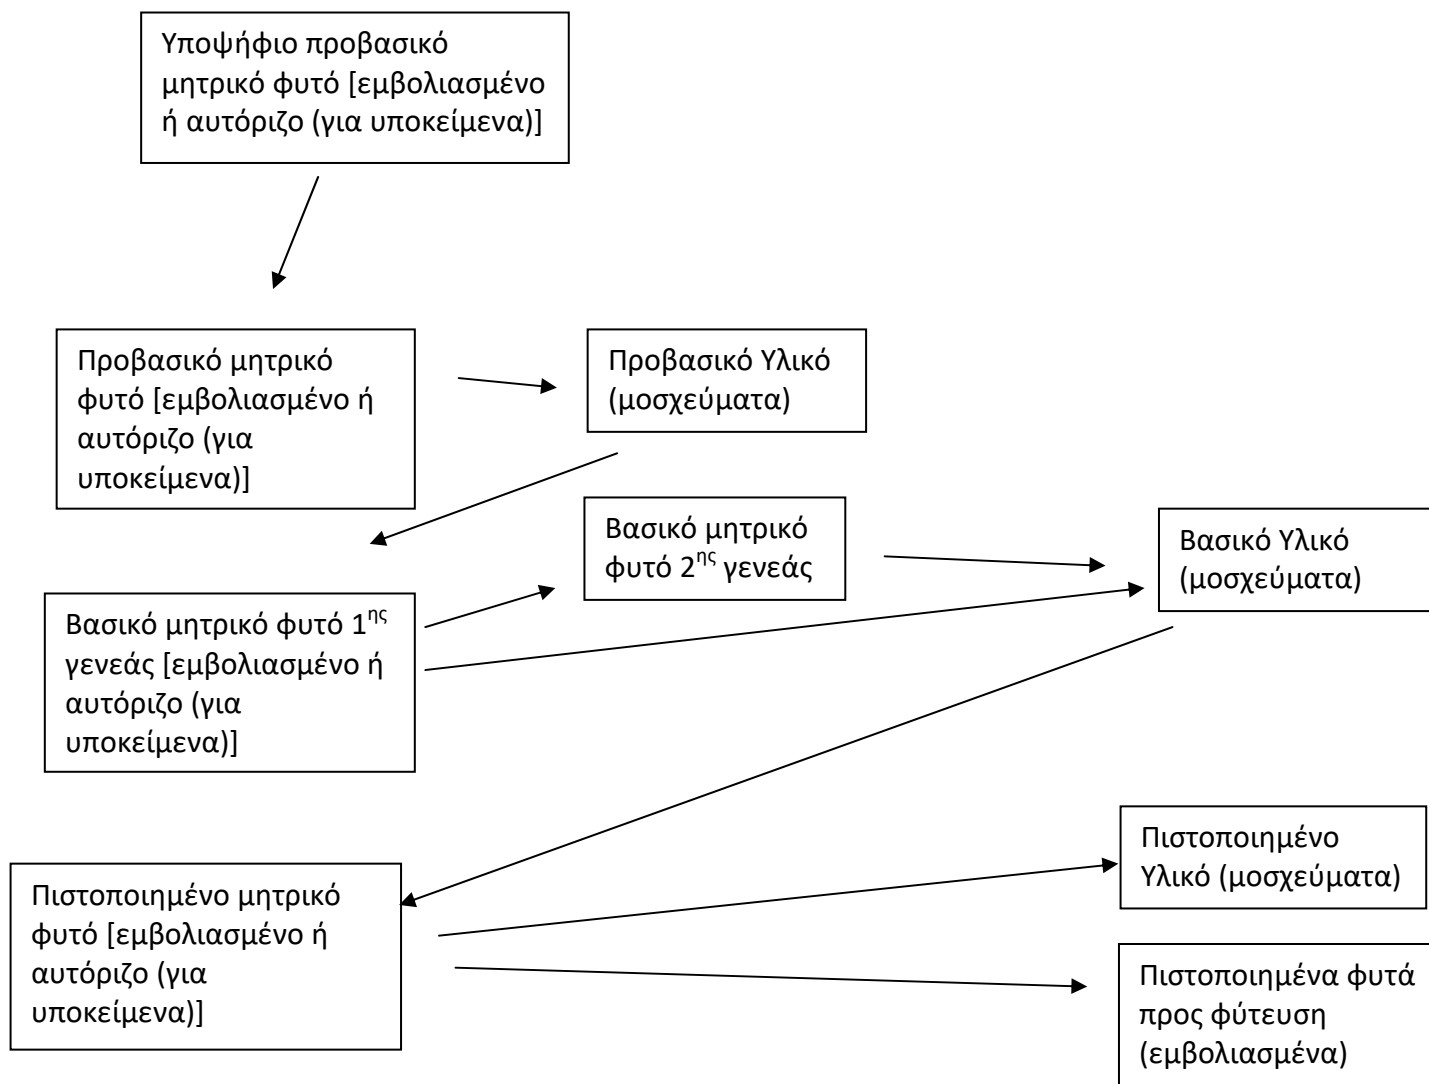 Υποψήφιο προβασικό
μητρικό φυτό [εμβολιασμένο
ή αυτόριζο (για υποκείμενα)]
Προβασικό μητρικό
φυτό [εμβολιασμένο ή
αυτόριζο (για
υποκείμενα)]
Προβασικό Υλικό
(μοσχεύματα)
Βασικό μητρικό
φυτό 2ης γενεάς
Βασικό Υλικό
(μοσχεύματα)
Βασικό μητρικό φυτό 1ης
γενεάς [εμβολιασμένο ή
αυτόριζο (για
υποκείμενα)]
Πιστοποιημένο
Υλικό (μοσχεύματα)
Πιστοποιημένο μητρικό
φυτό [εμβολιασμένο ή
αυτόριζο (για
υποκείμενα)]
Πιστοποιημένα φυτά
προς φύτευση
(εμβολιασμένα)